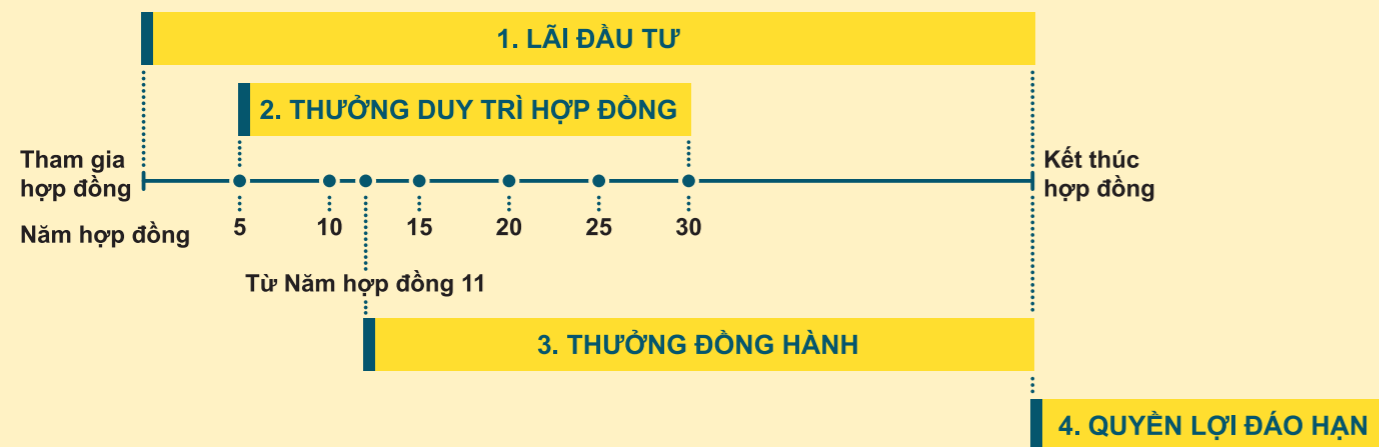 1. LÃI ĐẦU TƯ
2. THƯỞNG DUY TRÌ HỢP ĐỒNG
Tham gia
hợp đồng
Kết thúc
hợp đồng
Năm hợp đồng
5 10 15 20 25 30
Từ Năm hợp đồng 11
3. THƯỞNG ĐỒNG HÀNH
4. QUYỀN LỢI ĐÁO HẠN